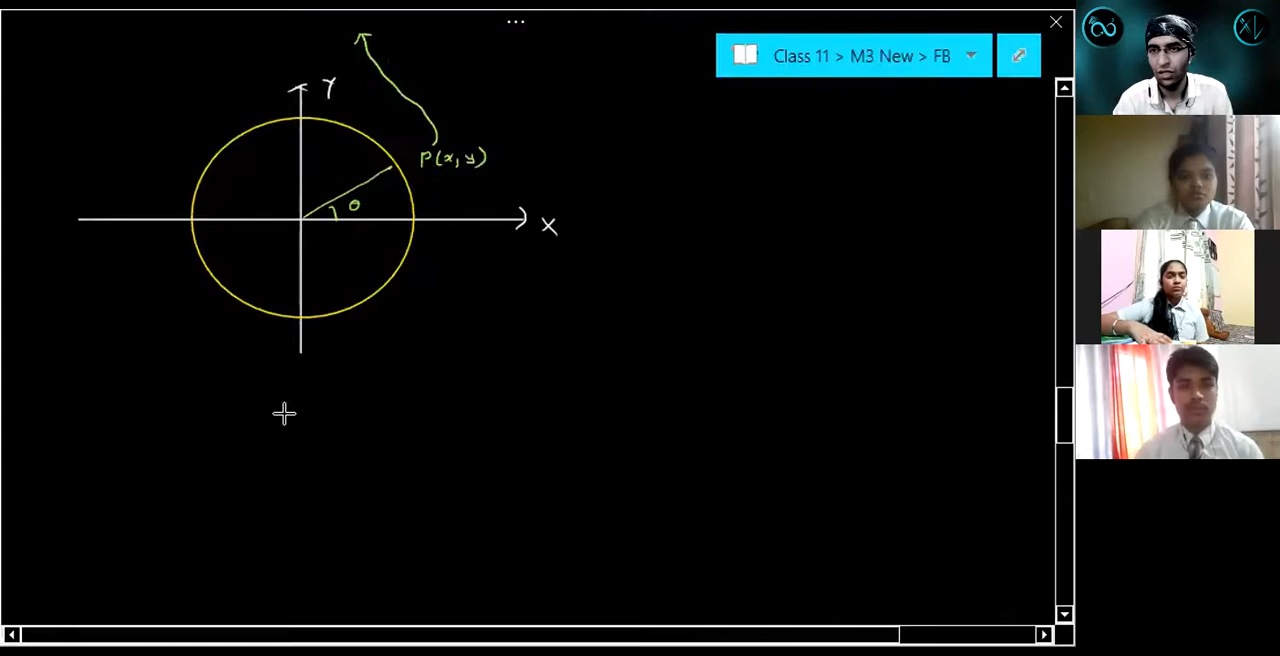 ...
Class 11 > M3 New > FB
Y
P(x, y)
θ
X